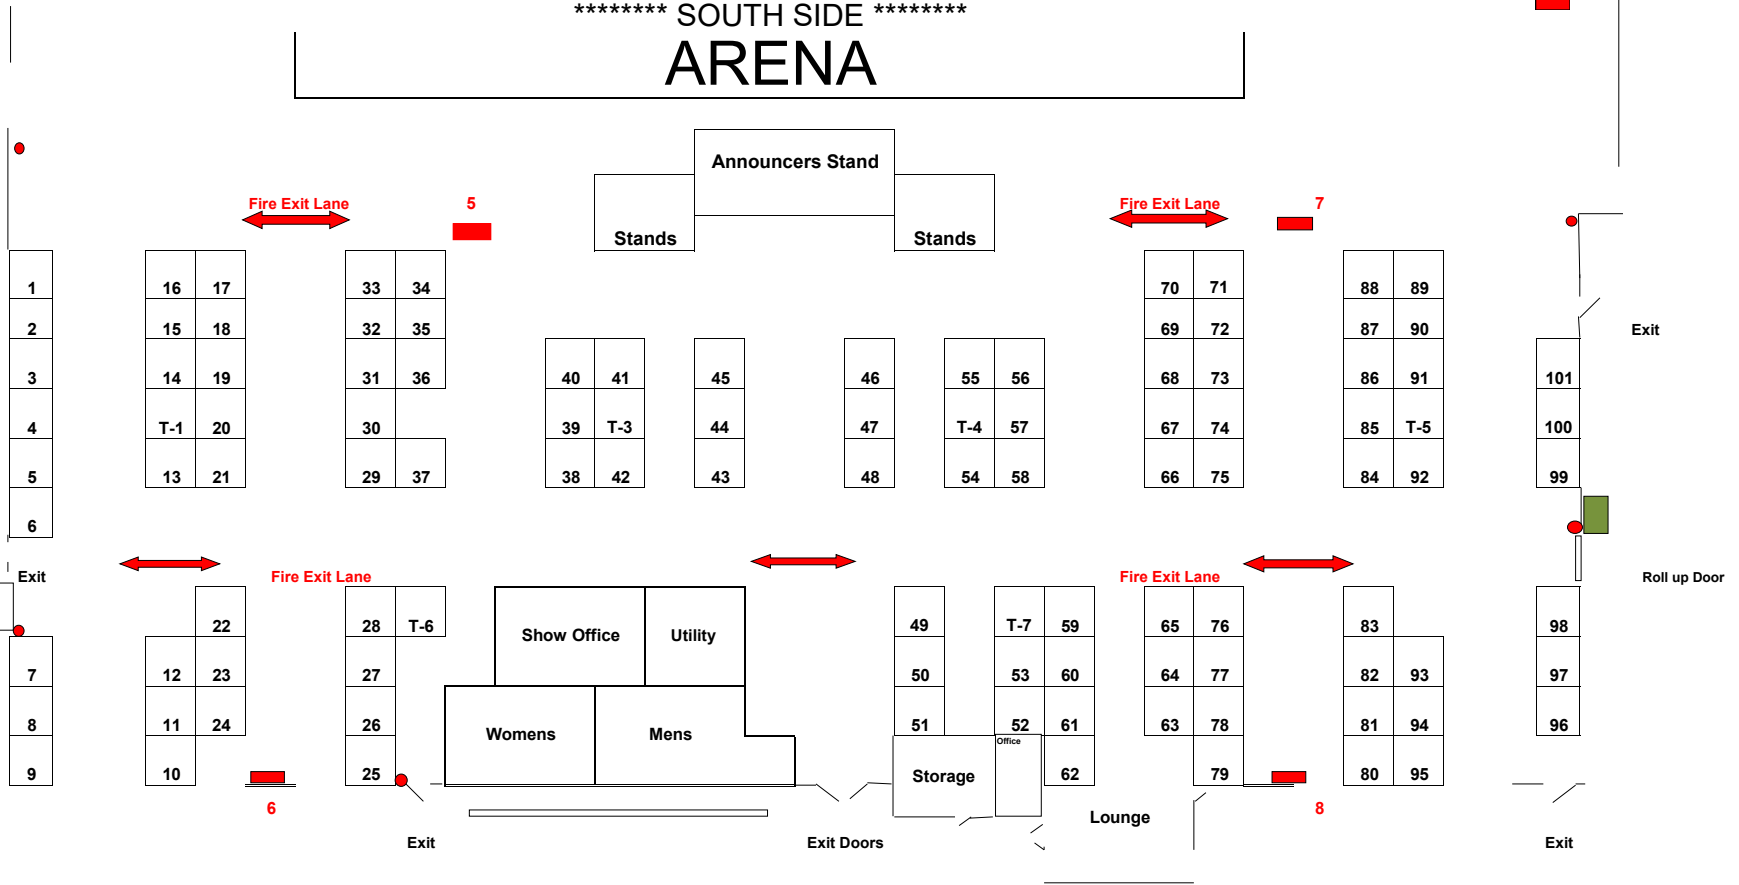 ******** SOUTH SIDE ********
ARENA
Announcers Stand
Fire Exit Lane 5 Fire Exit Lane 7
Stands Stands
1 16 17 33 34 70 71 88 89
2 15 18 32 35 69 72 87 90 Exit
3 14 19 31 36 40 41 45 46 55 56 68 73 86 91 101
4 T-1 20 30 39 T-3 44 47 T-4 57 67 74 85 T-5 100
5 13 21 29 37 38 42 43 48 54 58 66 75 84 92 99
6
Exit Fire Exit Lane Fire Exit Lane Roll up Door
22 28 T-6 Show Office Utility 49 T-7 59 65 76 83 98
7 12 23 27 50 53 60 64 77 82 93 97
8 11 24 26 Womens Mens 51 52 61 63 78 81 94 96
Office
9 10 25 Storage 62 79 80 95
6 8
Lounge
Exit Exit Doors Exit